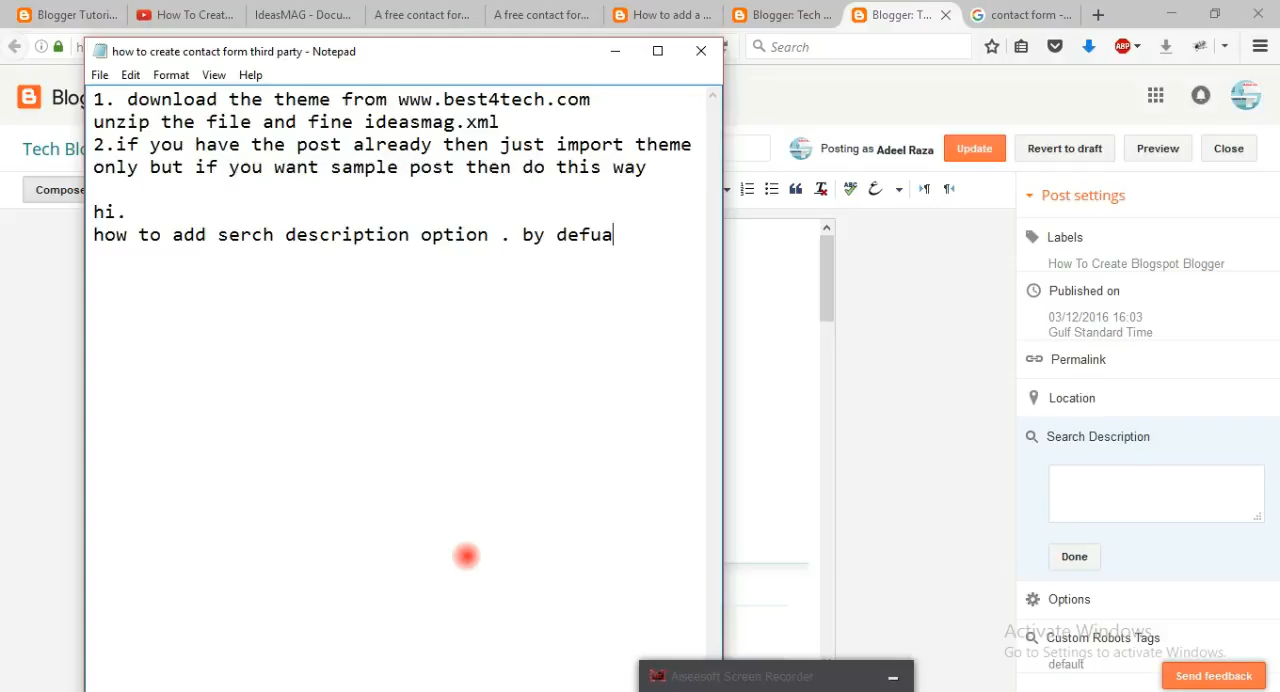 Blogger Tutori...
How To Creat...
IdeasMAG - Docu...
A free contact for...
A free contact for...
How to add a ...
Blogger: Tech ...
Blogger: T...
contact form -...
how to create contact form third party - Notepad
Search
ABP
File Edit Format View Help
1. download the theme from www.best4tech.com
unzip the file and fine ideasmag.xml
2.if you have the post already then just import theme
only but if you want sample post then do this way
hi.
how to add serch description option . by defua
Tech Blo
Posting as Adeel Raza
Update
Revert to draft
Preview
Close
Compose
Post settings
Labels
How To Create Blogspot Blogger
Published on
03/12/2016 16:03
Gulf Standard Time
Permalink
Location
Search Description
Done
Options
Activate Windows
Custom Robots Tags
Go to Settings to activate Windows.
default
Send feedback
Aiseesoft Screen Recorder